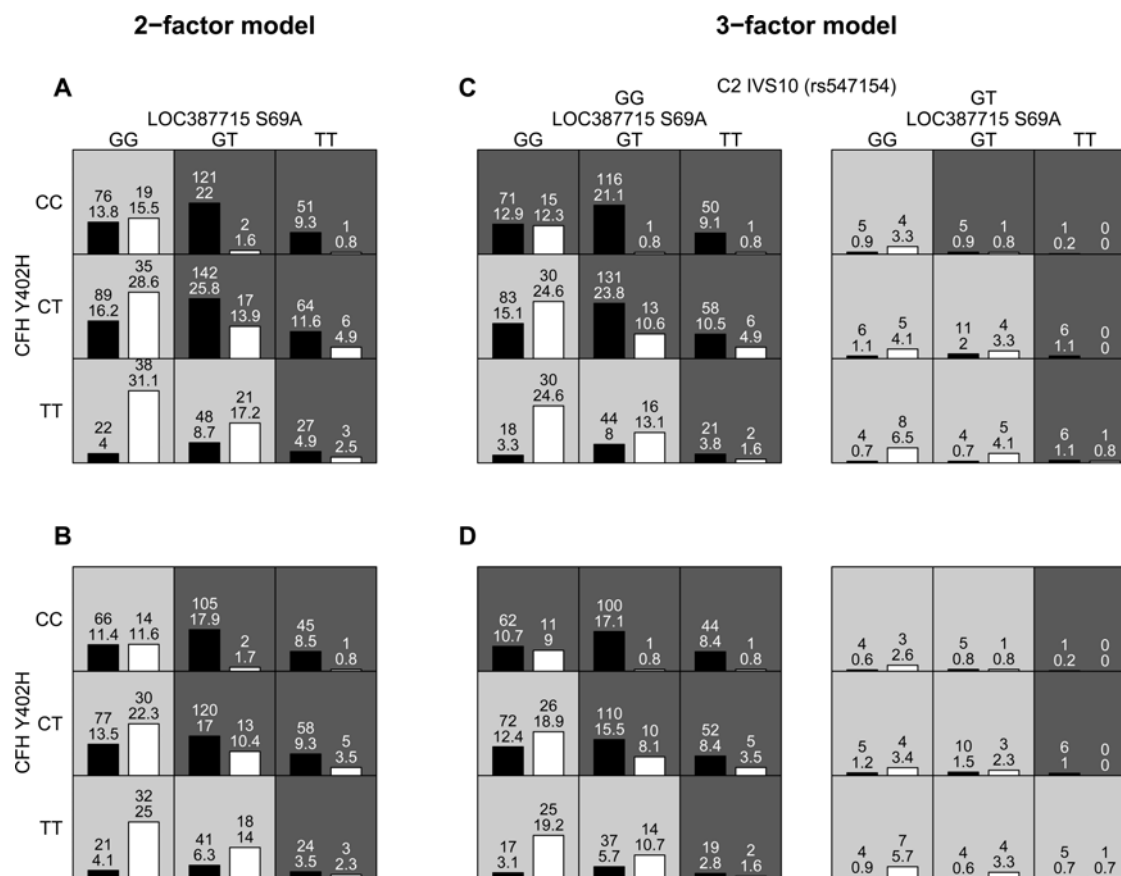 2−factor model
3−factor model
A
C
C2 IVS10 (rs547154)
GG
GT
LOC387715 S69A
LOC387715 S69A
LOC387715 S69A
GG GT TT
GG GT TT
GG GT TT
CFH Y402H
CC
76 19 121 2 51 1
13.8 15.5 22 1.6 9.3 0.8
71 15 116 1 50 1
12.9 12.3 21.1 0.8 9.1 0.8
5 4 5 1 1 0
0.9 3.3 0.9 0.8 0.2 0
CT
89 35 142 17 64 6
16.2 28.6 25.8 13.9 11.6 4.9
83 30 131 13 58 6
15.1 24.6 23.8 10.6 10.5 4.9
6 5 11 4 6 0
1.1 4.1 2 3.3 1.1 0
TT
22 38 48 21 27 3
4 31.1 8.7 17.2 4.9 2.5
18 30 44 16 21 2
3.3 24.6 8 13.1 3.8 1.6
4 8 4 5 6 1
0.7 6.5 0.7 4.1 1.1 0.8
B
D
CFH Y402H
CC
66 14 105 2 45 1
11.4 11.6 17.9 1.7 8.5 0.8
62 11 100 1 44 1
10.7 9 17.1 0.8 8.4 0.8
4 3 5 1 1 0
0.6 2.6 0.8 0.8 0.2 0
CT
77 30 120 13 58 5
13.5 22.3 17 10.4 9.3 3.5
72 26 110 10 52 5
12.4 18.9 15.5 8.1 8.4 3.5
5 4 10 3 6 0
1.2 3.4 1.5 2.3 1 0
TT
21 32 41 18 24 3
4.1 25 6.3 14 3.5 2.3
17 25 37 14 19 2
3.1 19.2 5.7 10.7 2.8 1.6
4 7 4 4 5 1
0.9 5.7 0.6 3.3 0.7 0.7